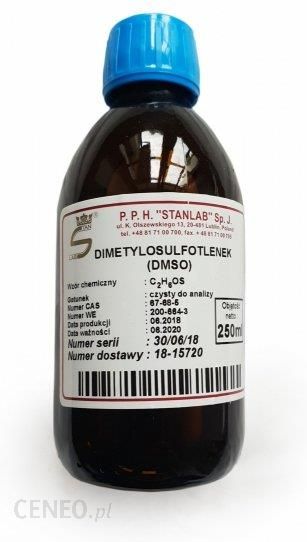 P. P. H. "STANLAB" Sp. J.
ul. K. Olszewskiego 13, 20-481 Lublin, Poland
STAN
LAB
DIMETYLOSULFOTLENEK
(DMSO)
Wzór chemiczny : C₂H₆OS
Gatunek : czysty do analizy
Numer CAS : 67-68-5
Numer WE : 200-664-3
Data produkcji : 06.2018
Data ważności : 06.2020
Numer serii : 30/06/18
Numer dostawy : 18-15720
Objętość
netto
250ml
CENEO.pl